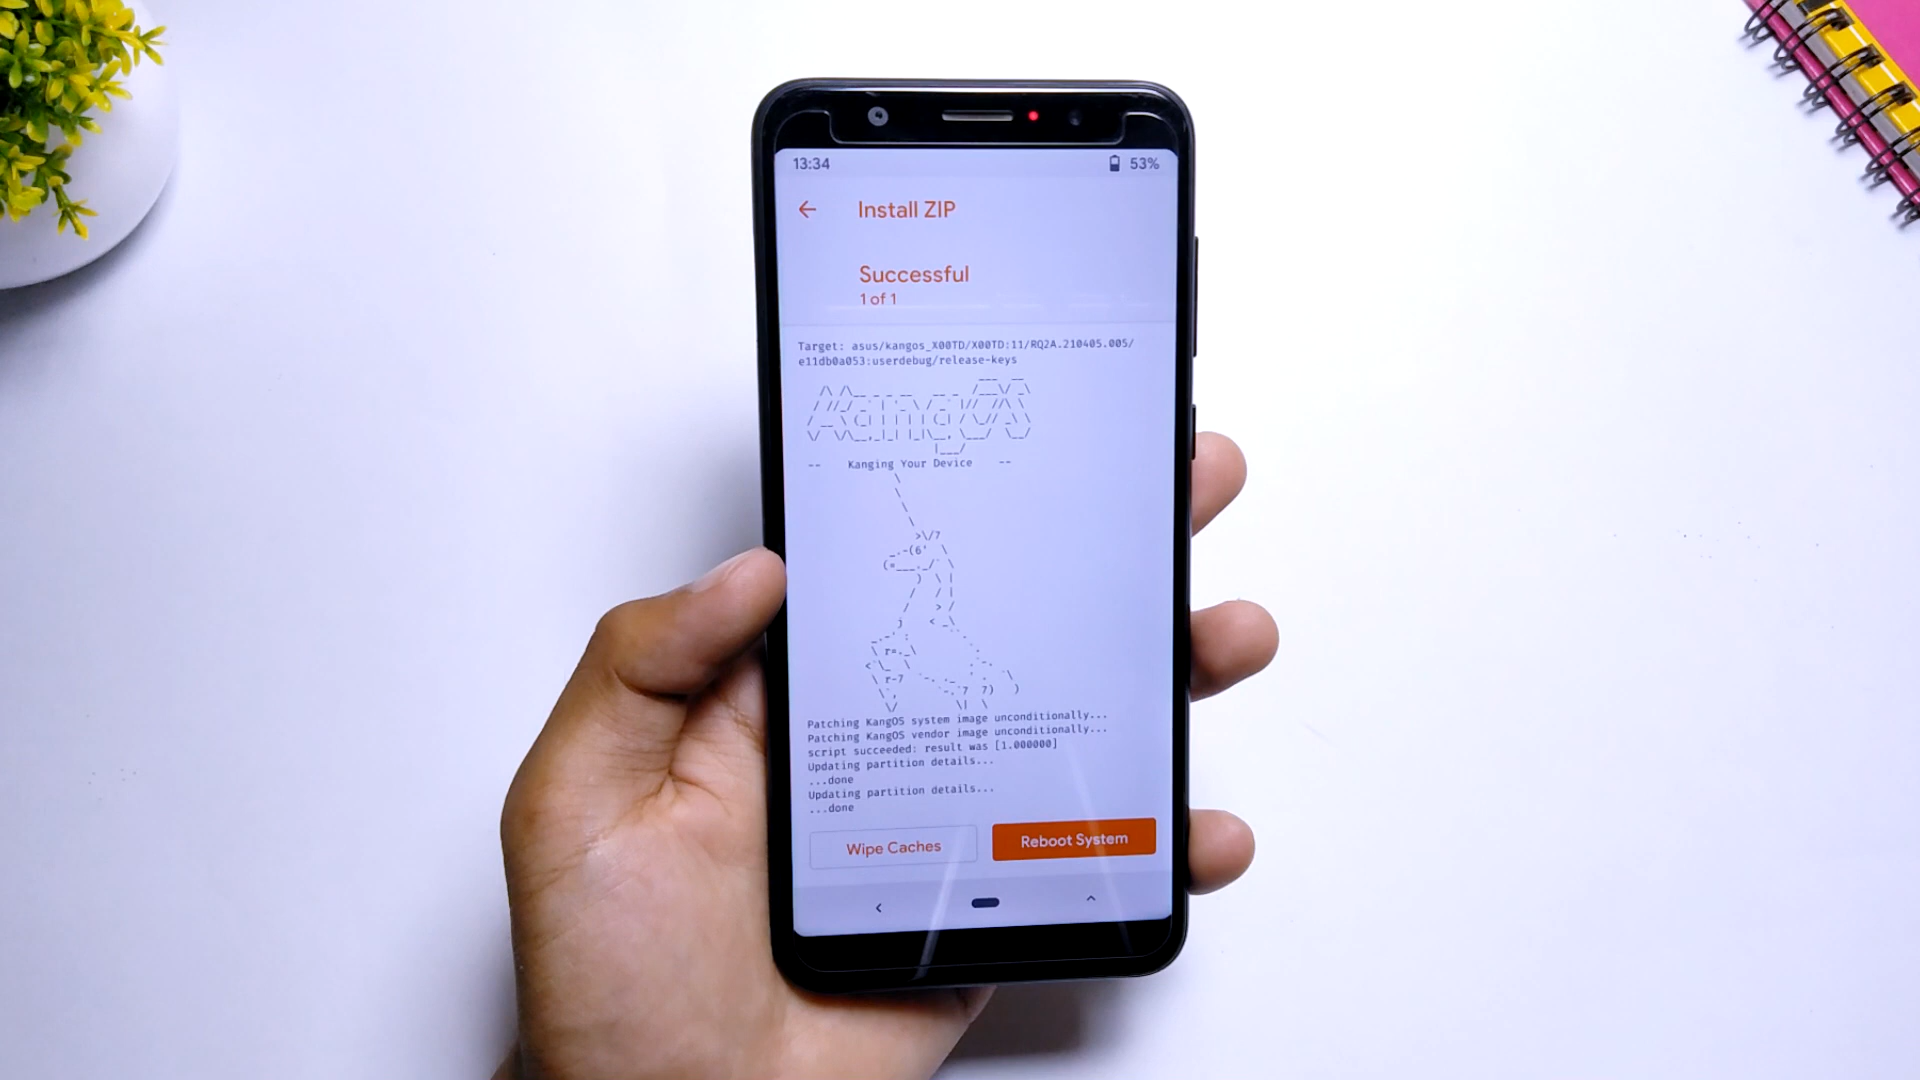 13:34
53%
Install ZIP
Successful
1 of 1
Target: asus/kangos_X00TD/X00TD:11/RQ2A.210405.005/
e11db0a053:userdebug/release-keys
KangOS
-- Kanging Your Device --
Patching KangOS system image unconditionally...
Patching KangOS vendor image unconditionally...
script succeeded: result was [1.000000]
Updating partition details...
...done
Updating partition details...
...done
Wipe Caches
Reboot System